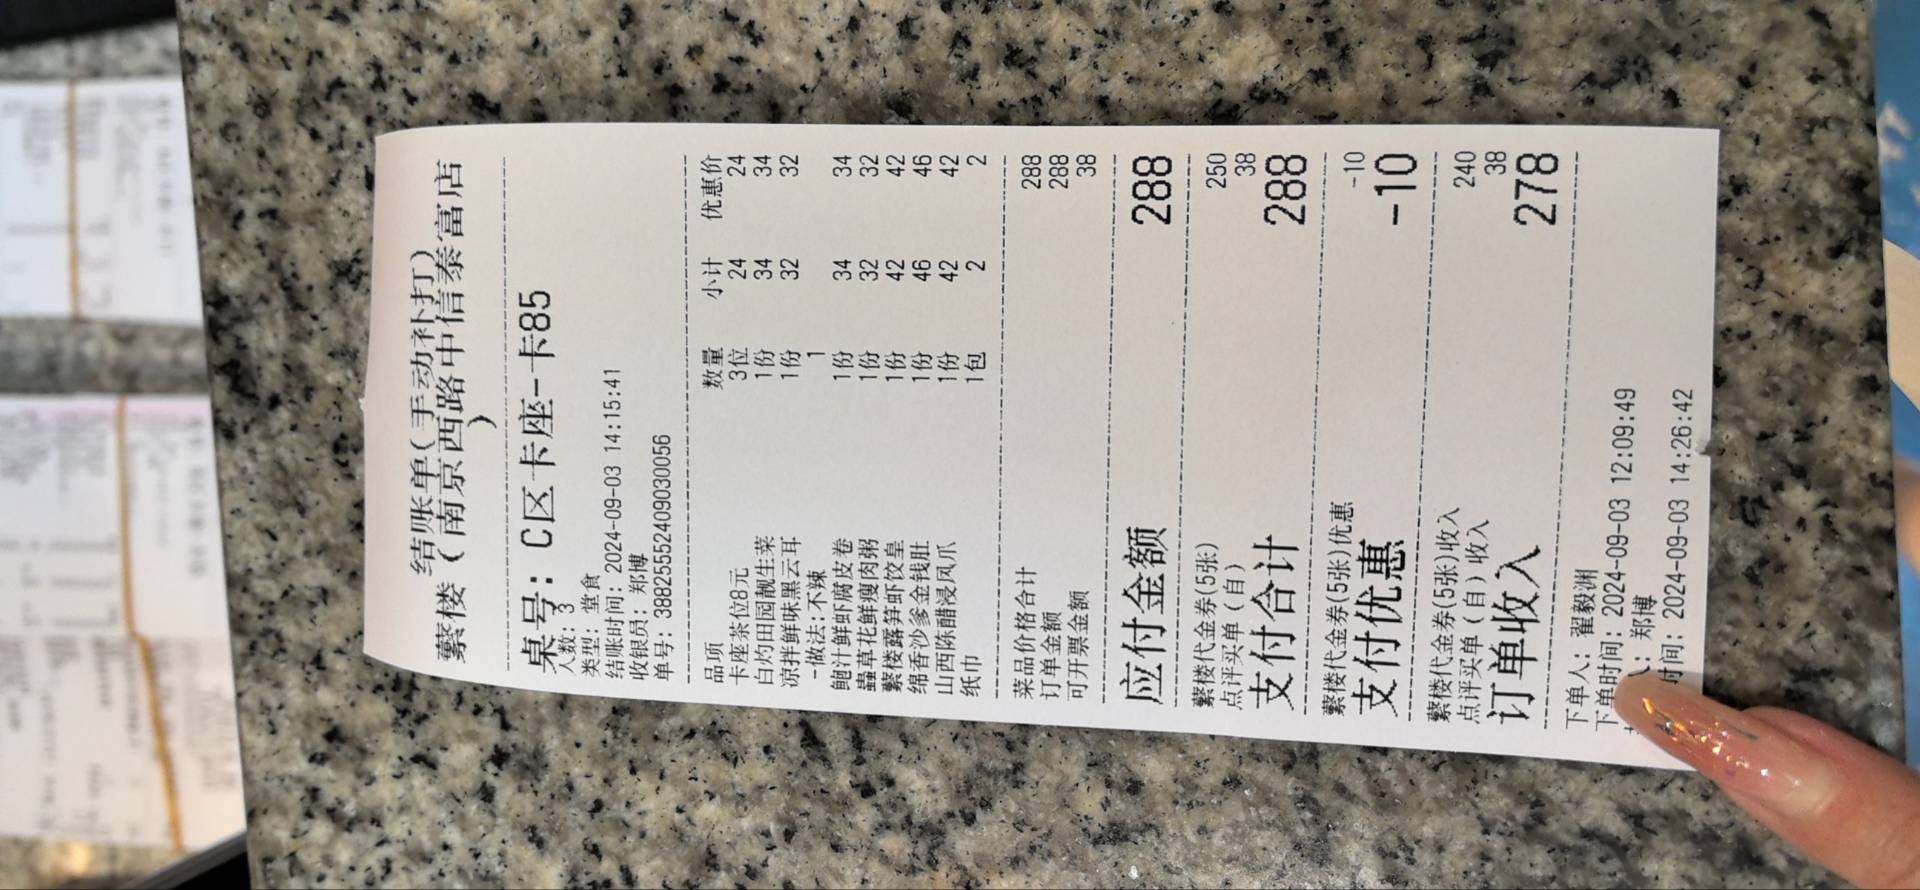 结账单(手动补打)
蘩楼(南京西路中信泰富店
)
桌号: C区卡座-卡85
人数: 3
类型: 堂食
结账时间: 2024-09-03 14:15:41
收银员: 郑博
单号: 38825552409030056
品项 数量 小计 优惠价
卡座茶位8元 3位 24 24
白灼田园靓生菜 1份 34 34
凉拌鲜味黑云耳 1份 32 32
-做法:不辣 1
鲍汁鲜虾腐皮卷 1份 34 34
蟲草花鲜瘦肉粥 1份 32 32
蘩楼露笋虾饺皇 1份 42 42
绵香沙爹金钱肚 1份 46 46
山西陈醋浸凤爪 1份 42 42
纸巾 1包 2 2
菜品价格合计 288
订单金额 288
可开票金额 38
应付金额 288
蘩楼代金券(5张) 250
点评买单(自) 38
支付合计 288
蘩楼代金券(5张)优惠 -10
支付优惠 -10
蘩楼代金券(5张)收入 240
点评买单(自)收入 38
订单收入 278
下单人: 翟毅渊
下单时间: 2024-09-03 12:09:49
人: 郑博
时间: 2024-09-03 14:26:42